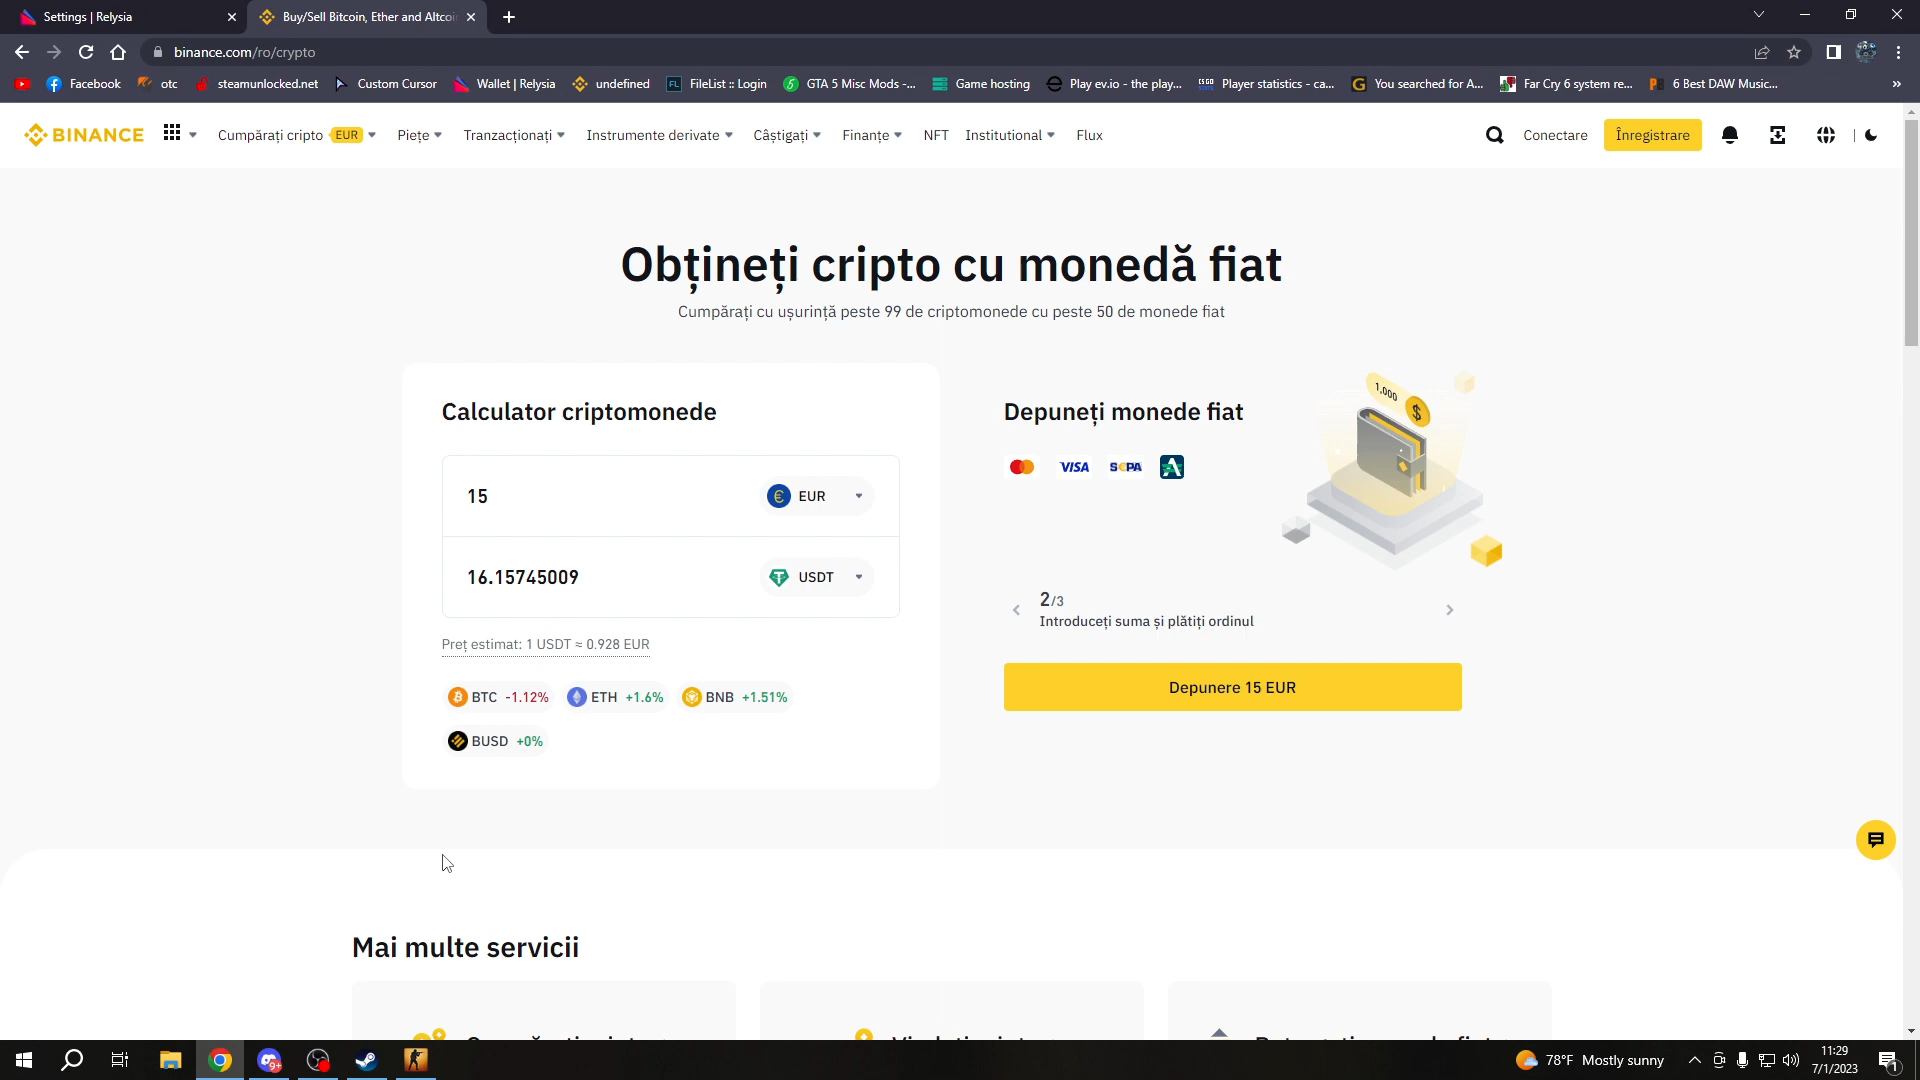 Settings | Relysia
Buy/Sell Bitcoin, Ether and Altcoi
binance.com/ro/crypto
Facebook
otc
steamunlocked.net
Custom Cursor
Wallet | Relysia
undefined
FileList :: Login
GTA 5 Misc Mods -...
Game hosting
Play ev.io - the play...
Player statistics - ca...
You searched for A...
Far Cry 6 system re...
6 Best DAW Music...
BINANCE
Cumpărați cripto EUR
Piețe
Tranzacționați
Instrumente derivate
Câștigați
Finanțe
NFT
Institutional
Flux
Conectare
Înregistrare
Obțineți cripto cu monedă fiat
Cumpărați cu ușurință peste 99 de criptomonede cu peste 50 de monede fiat
Calculator criptomonede
15
EUR
16.15745009
USDT
Preț estimat: 1 USDT ≈ 0.928 EUR
BTC -1.12%
ETH +1.6%
BNB +1.51%
BUSD +0%
Depuneți monede fiat
1,000
VISA
SEPA
2/3
Introduceți suma și plătiți ordinul
Depunere 15 EUR
Mai multe servicii
78°F Mostly sunny
11:29
7/1/2023